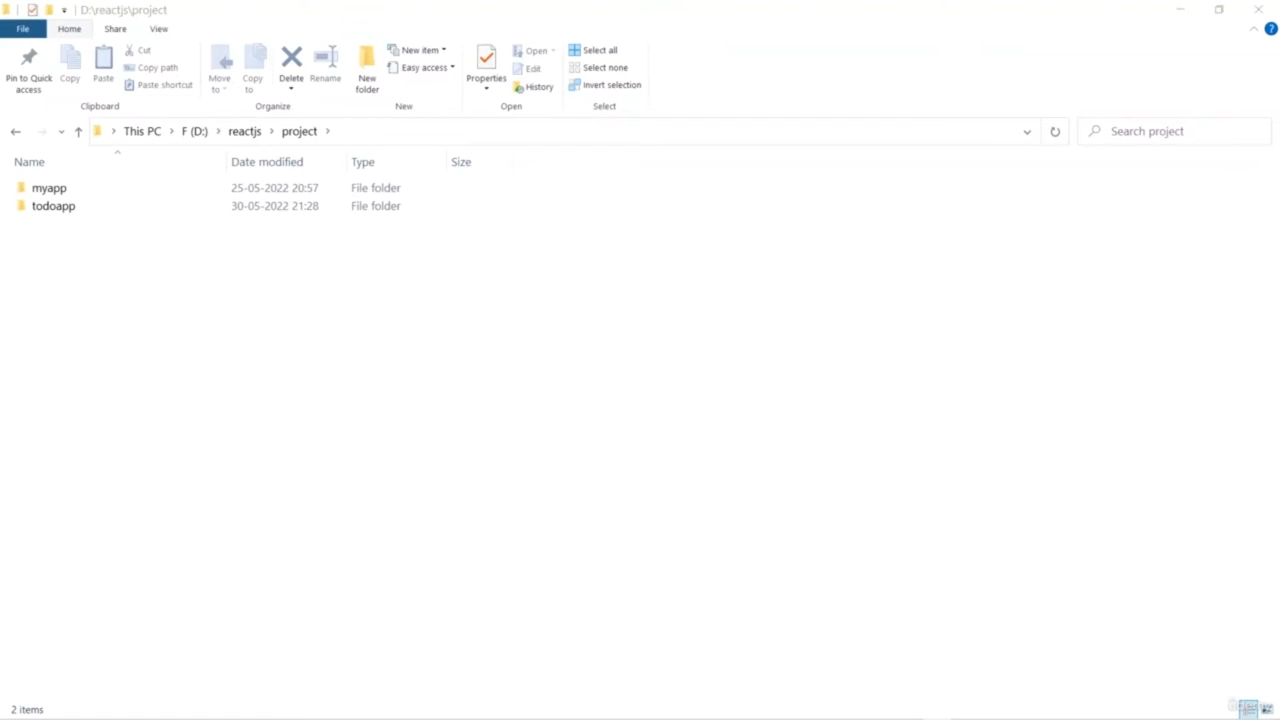 D:\reactjs\project
File Home Share View
Pin to Quick access
Copy
Paste
Cut
Copy path
Paste shortcut
Clipboard
Move to
Copy to
Delete
Rename
Organize
New folder
New item
Easy access
New
Properties
Open
Edit
History
Open
Select all
Select none
Invert selection
Select
This PC > F (D:) > reactjs > project >
Search project
Name Date modified Type Size
myapp 25-05-2022 20:57 File folder
todoapp 30-05-2022 21:28 File folder
2 items